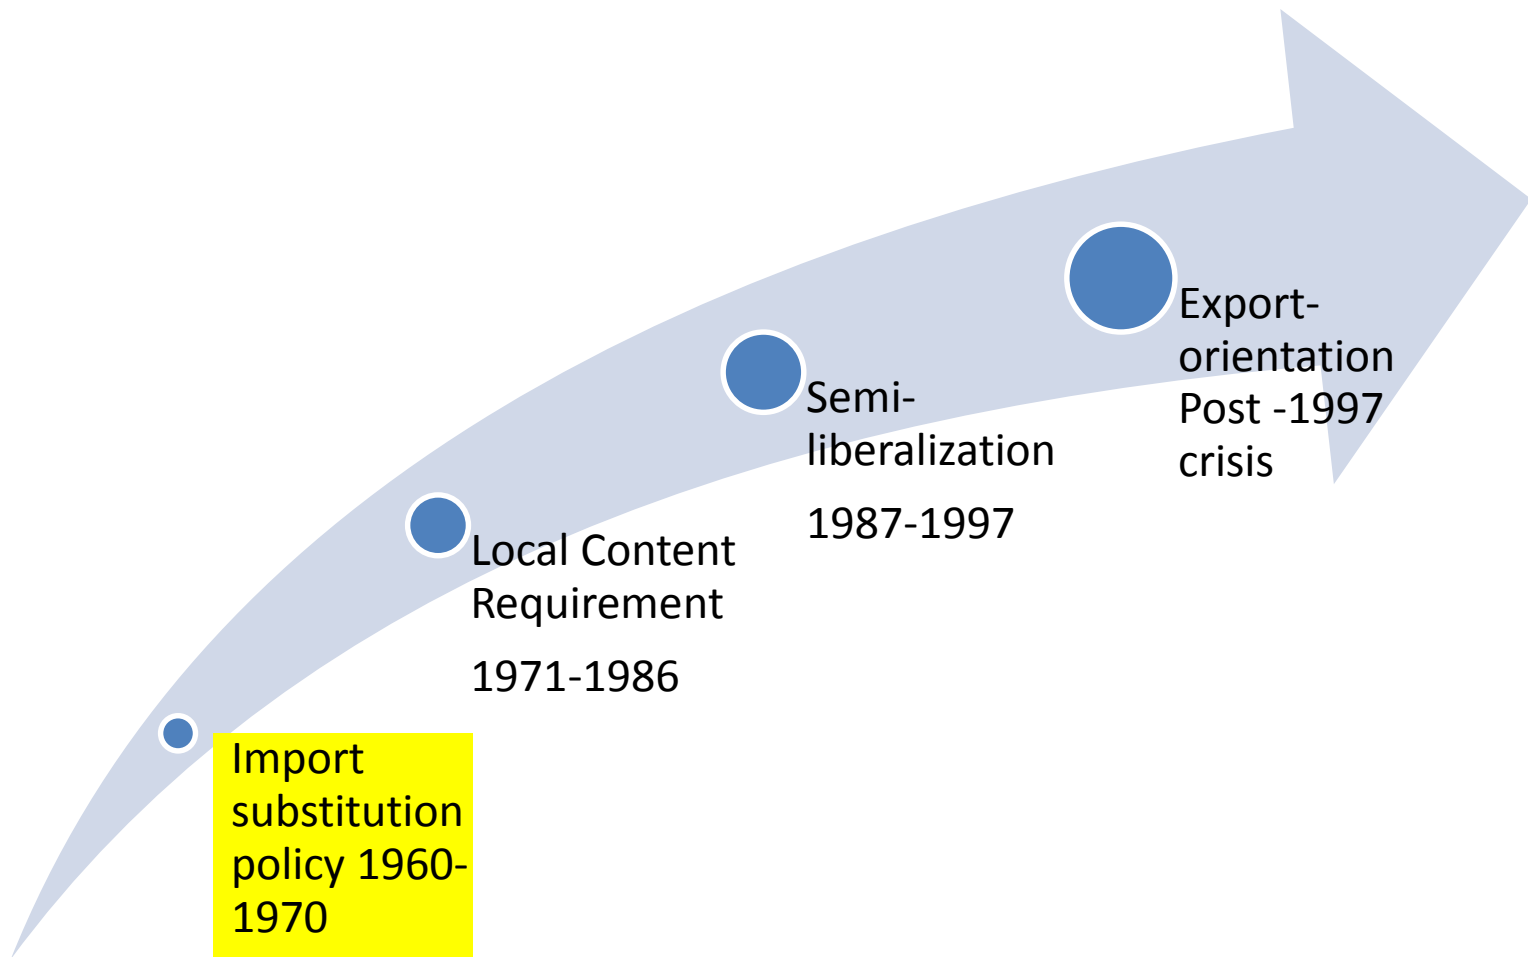 Import
substitution
policy 1960-
1970
Local Content
Requirement
1971-1986
Semi-
liberalization
1987-1997
Export-
orientation
Post -1997
crisis